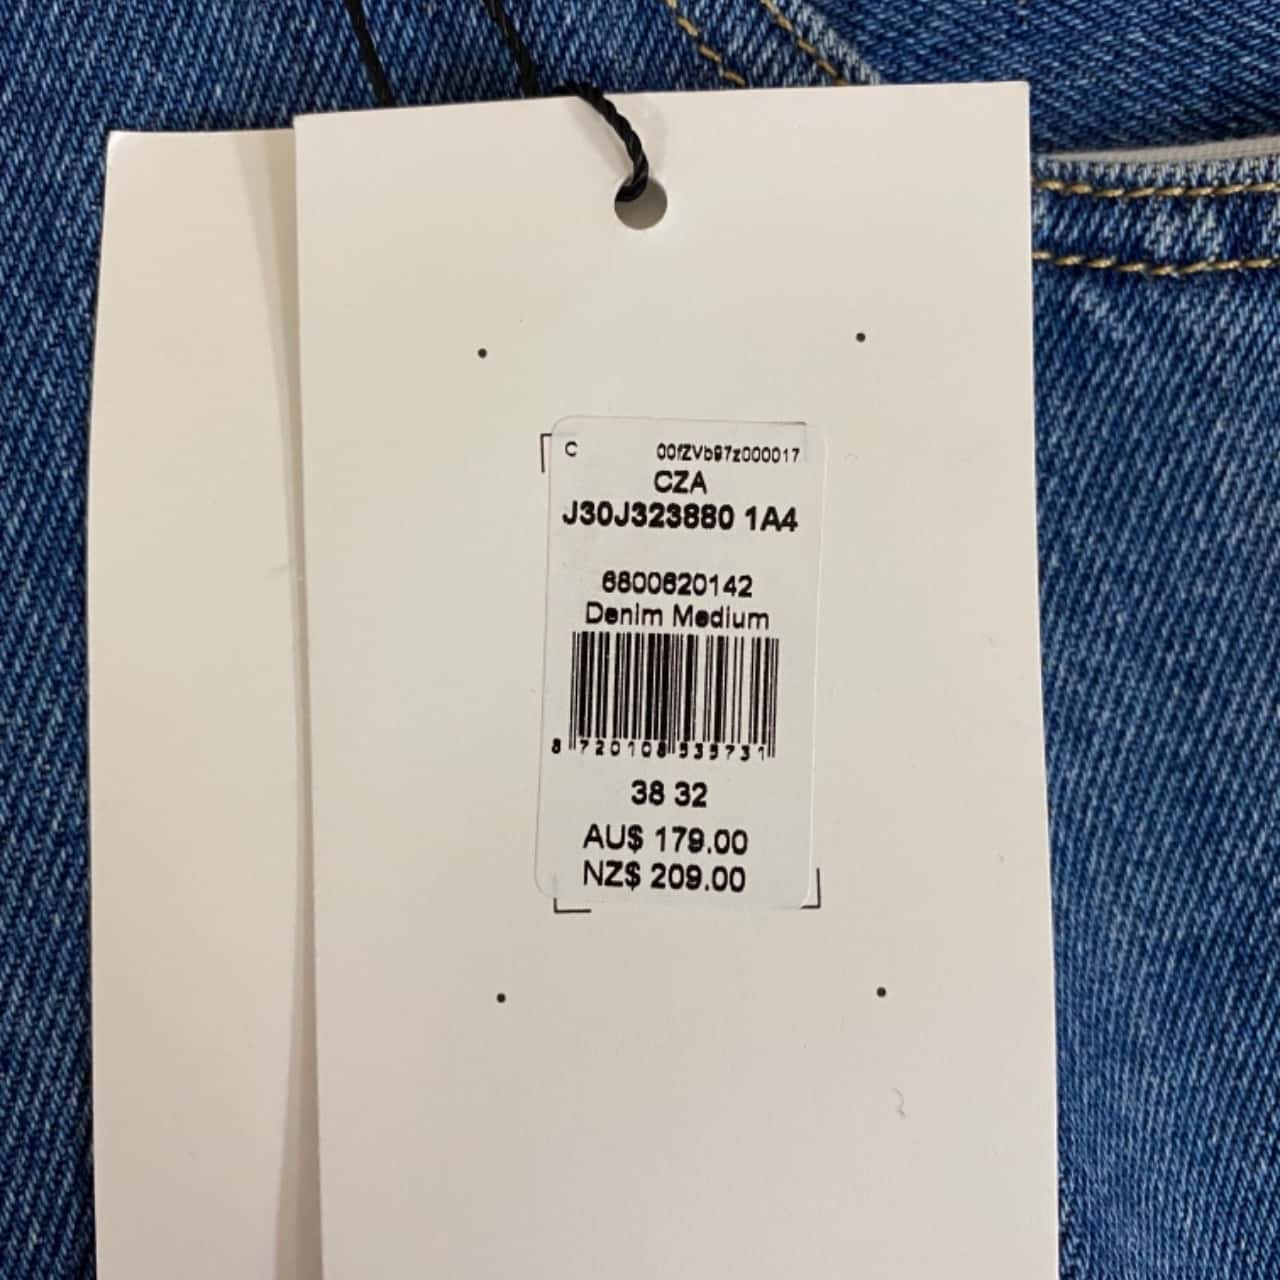 C 00fZVb97z000017
CZA
J30J323880 1A4
6800620142
Denim Medium
8 720108 535731
38 32
AU$ 179.00
NZ$ 209.00